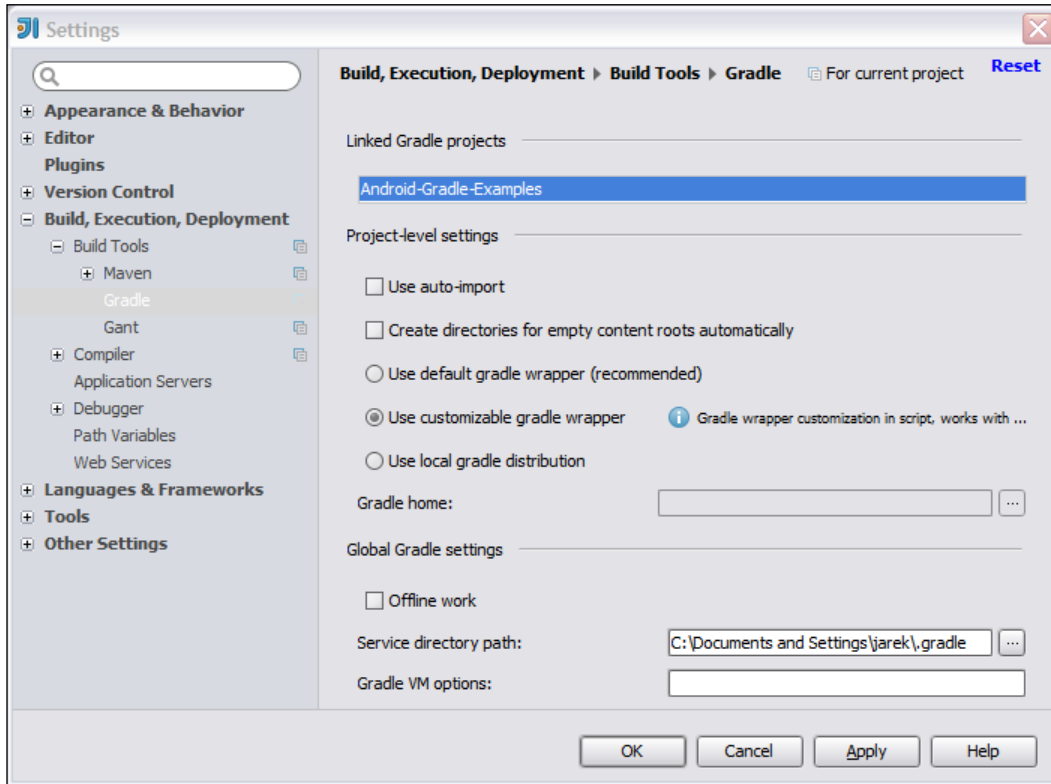 Settings
Appearance & Behavior
Editor
Plugins
Version Control
Build, Execution, Deployment
Build Tools
Maven
Gradle
Gant
Compiler
Application Servers
Debugger
Path Variables
Web Services
Languages & Frameworks
Tools
Other Settings
Build, Execution, Deployment Build Tools Gradle For current project Reset
Linked Gradle projects
Android-Gradle-Examples
Project-level settings
Use auto-import
Create directories for empty content roots automatically
Use default gradle wrapper (recommended)
Use customizable gradle wrapper Gradle wrapper customization in script, works with ...
Use local gradle distribution
Gradle home: ...
Global Gradle settings
Offline work
Service directory path: C:\Documents and Settings\jarek\.gradle ...
Gradle VM options:
OK Cancel Apply Help